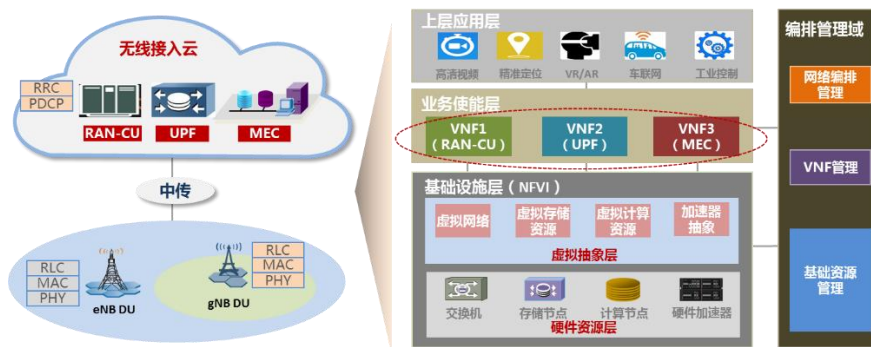 无线接入云
RRC
PDCP
RAN-CU
UPF
MEC
中传
RLC
MAC
PHY
eNB DU
RLC
MAC
PHY
gNB DU
上层应用层
高清视频
精准定位
VR/AR
车联网
工业控制
业务使能层
VNF1
（RAN-CU）
VNF2
（UPF）
VNF3
（MEC）
基础设施层（NFVI）
虚拟网络
虚拟存储
资源
虚拟计算
资源
加速器
抽象
虚拟抽象层
交换机
存储节点
计算节点
硬件加速器
硬件资源层
编排管理域
网络编排
管理
VNF管理
基础资源
管理